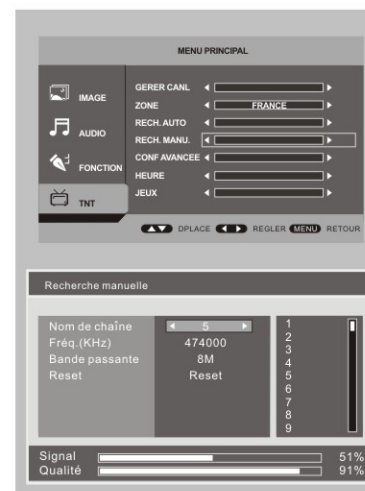 MENU PRINCIPAL
IMAGE
AUDIO
FONCTION
TNT
GERER CANL
ZONE FRANCE
RECH. AUTO
RECH. MANU.
CONF AVANCEE
HEURE
JEUX
DPLACE REGLER MENU RETOUR
Recherche manuelle
Nom de chaîne 5
Fréq.(KHz) 474000
Bande passante 8M
Reset Reset
1
2
3
4
5
6
7
8
9
Signal 51%
Qualité 91%